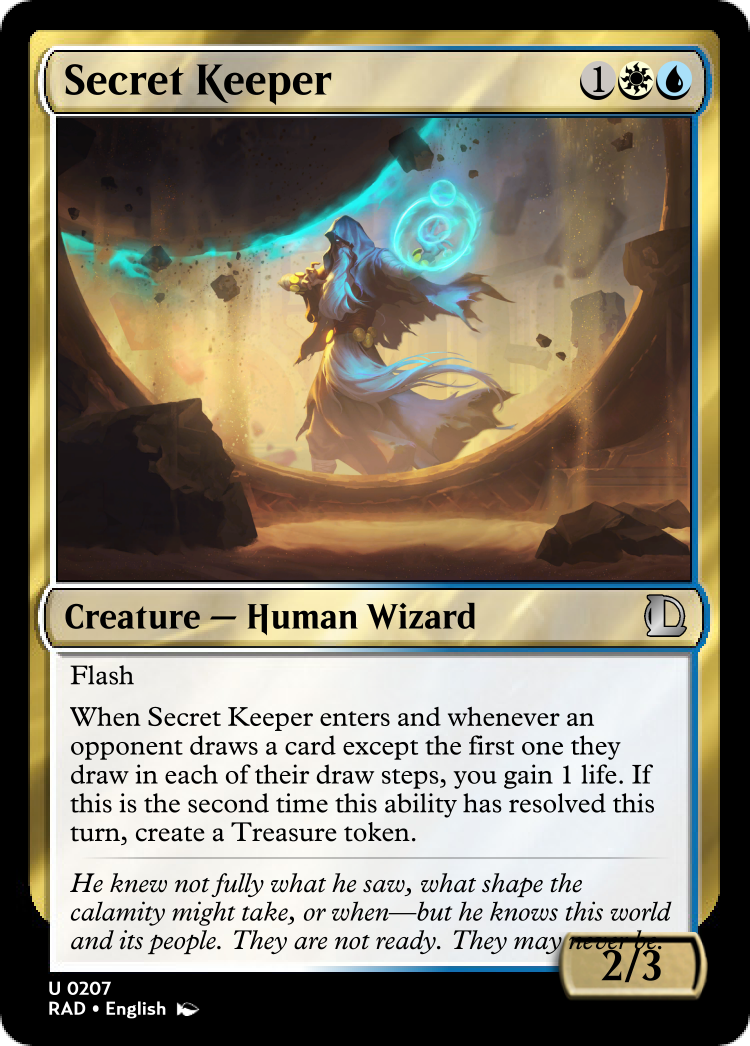 Secret Keeper
1
Creature — Human Wizard
Flash
When Secret Keeper enters and whenever an
opponent draws a card except the first one they
draw in each of their draw steps, you gain 1 life. If
this is the second time this ability has resolved this
turn, create a Treasure token.
He knew not fully what he saw, what shape the
calamity might take, or when—but he knows this world
and its people. They are not ready. They may never be.
2/3
U 0207
RAD • English